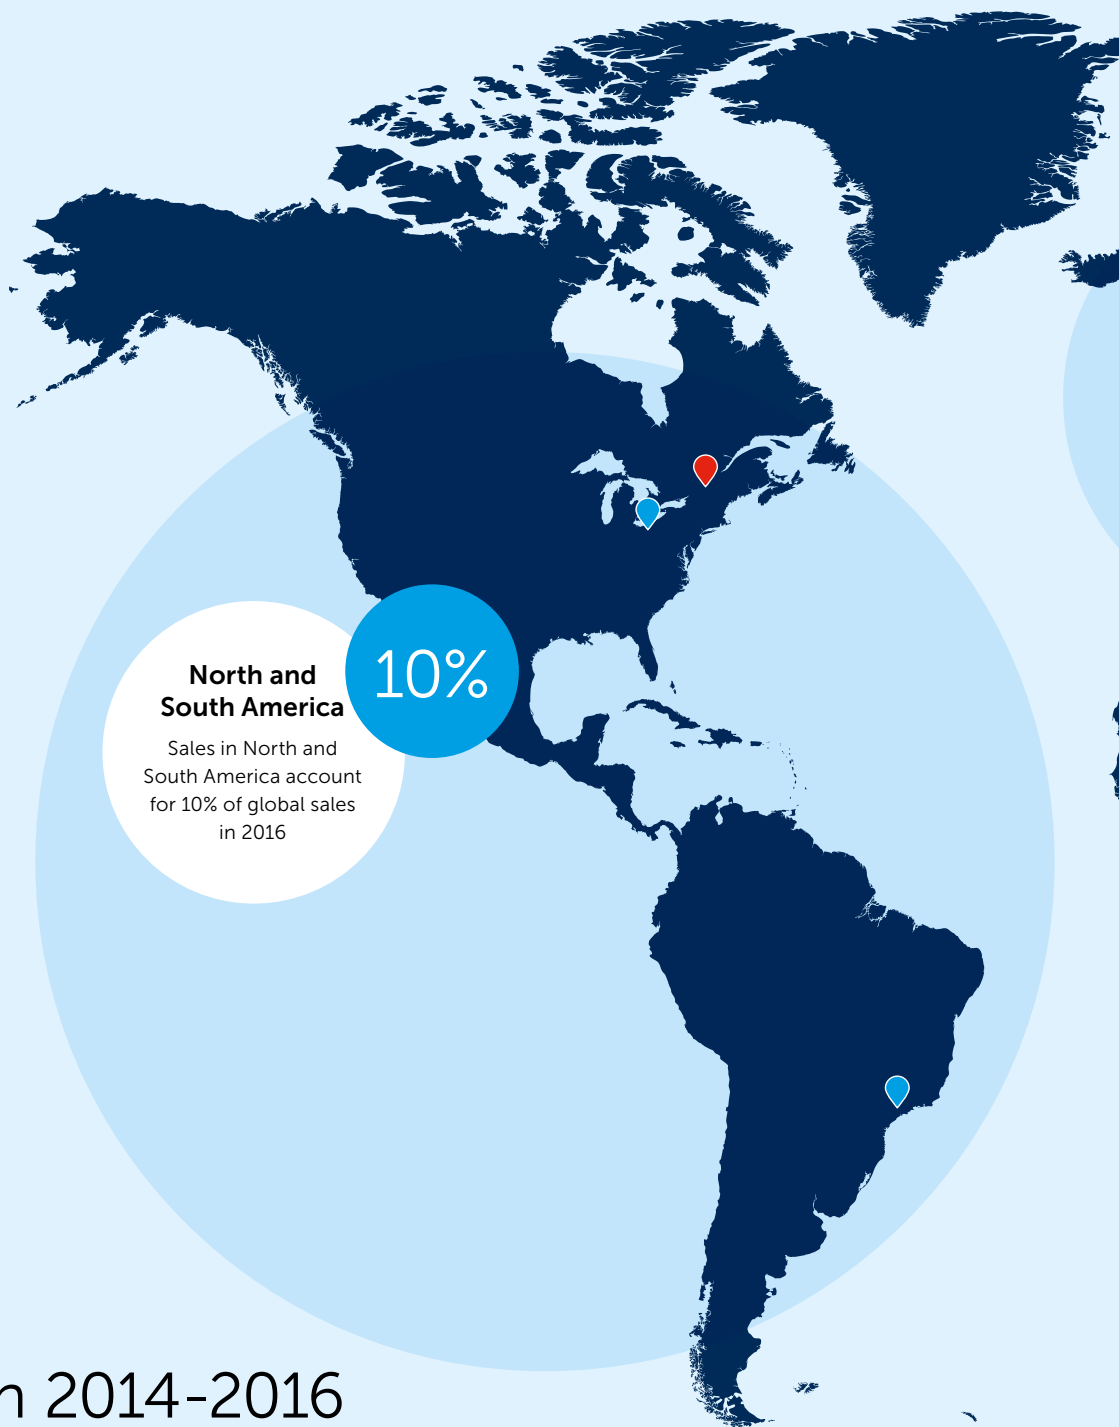 North and
South America
10%
Sales in North and
South America account
for 10% of global sales
in 2016
n 2014-2016